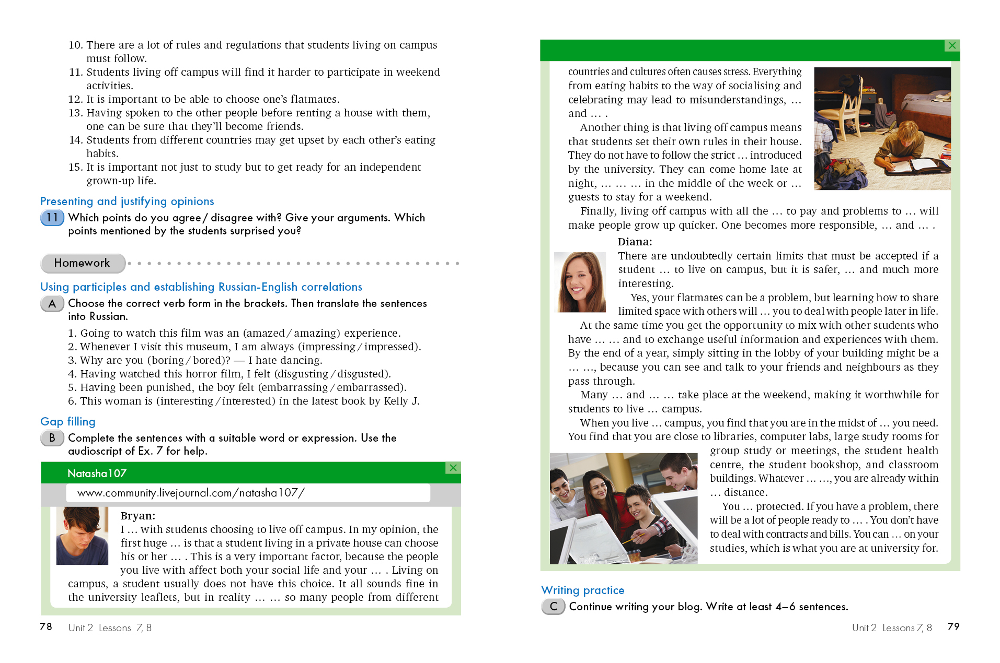 10. There are a lot of rules and regulations that students living on campus
must follow.
11. Students living off campus will find it harder to participate in weekend
activities.
12. It is important to be able to choose one's flatmates.
13. Having spoken to the other people before renting a house with them,
one can be sure that they'll become friends.
14. Students from different countries may get upset by each other's eating
habits.
15. It is important not just to study but to get ready for an independent
grown-up life.
Presenting and justifying opinions
11 Which points do you agree / disagree with? Give your arguments. Which
points mentioned by the students surprised you?
Homework
Using participles and establishing Russian-English correlations
A Choose the correct verb form in the brackets. Then translate the sentences
into Russian.
1. Going to watch this film was an (amazed / amazing) experience.
2. Whenever I visit this museum, I am always (impressing / impressed).
3. Why are you (boring / bored)? — I hate dancing.
4. Having watched this horror film, I felt (disgusting / disgusted).
5. Having been punished, the boy felt (embarrassing / embarrassed).
6. This woman is (interesting / interested) in the latest book by Kelly J.
Gap filling
B Complete the sentences with a suitable word or expression. Use the
audioscript of Ex. 7 for help.
Natasha107
www.community.livejournal.com/natasha107/
Bryan:
I ... with students choosing to live off campus. In my opinion, the
first huge ... is that a student living in a private house can choose
his or her ... . This is a very important factor, because the people
you live with affect both your social life and your ... . Living on
campus, a student usually does not have this choice. It all sounds fine in
the university leaflets, but in reality ... ... so many people from different
78 Unit 2 Lessons 7, 8
countries and cultures often causes stress. Everything
from eating habits to the way of socialising and
celebrating may lead to misunderstandings, ...
and ... .
Another thing is that living off campus means
that students set their own rules in their house.
They do not have to follow the strict ... introduced
by the university. They can come home late at
night, ... ... ... in the middle of the week or ...
guests to stay for a weekend.
Finally, living off campus with all the ... to pay and problems to ... will
make people grow up quicker. One becomes more responsible, ... and ... .
Diana:
There are undoubtedly certain limits that must be accepted if a
student ... to live on campus, but it is safer, ... and much more
interesting.
Yes, your flatmates can be a problem, but learning how to share
limited space with others will ... you to deal with people later in life.
At the same time you get the opportunity to mix with other students who
have ... ... and to exchange useful information and experiences with them.
By the end of a year, simply sitting in the lobby of your building might be a
... ..., because you can see and talk to your friends and neighbours as they
pass through.
Many ... and ... ... take place at the weekend, making it worthwhile for
students to live ... campus.
When you live ... campus, you find that you are in the midst of ... you need.
You find that you are close to libraries, computer labs, large study rooms for
group study or meetings, the student health
centre, the student bookshop, and classroom
buildings. Whatever ... ..., you are already within
... distance.
You ... protected. If you have a problem, there
will be a lot of people ready to ... . You don't have
to deal with contracts and bills. You can ... on your
studies, which is what you are at university for.
Writing practice
C Continue writing your blog. Write at least 4–6 sentences.
Unit 2 Lessons 7, 8 79